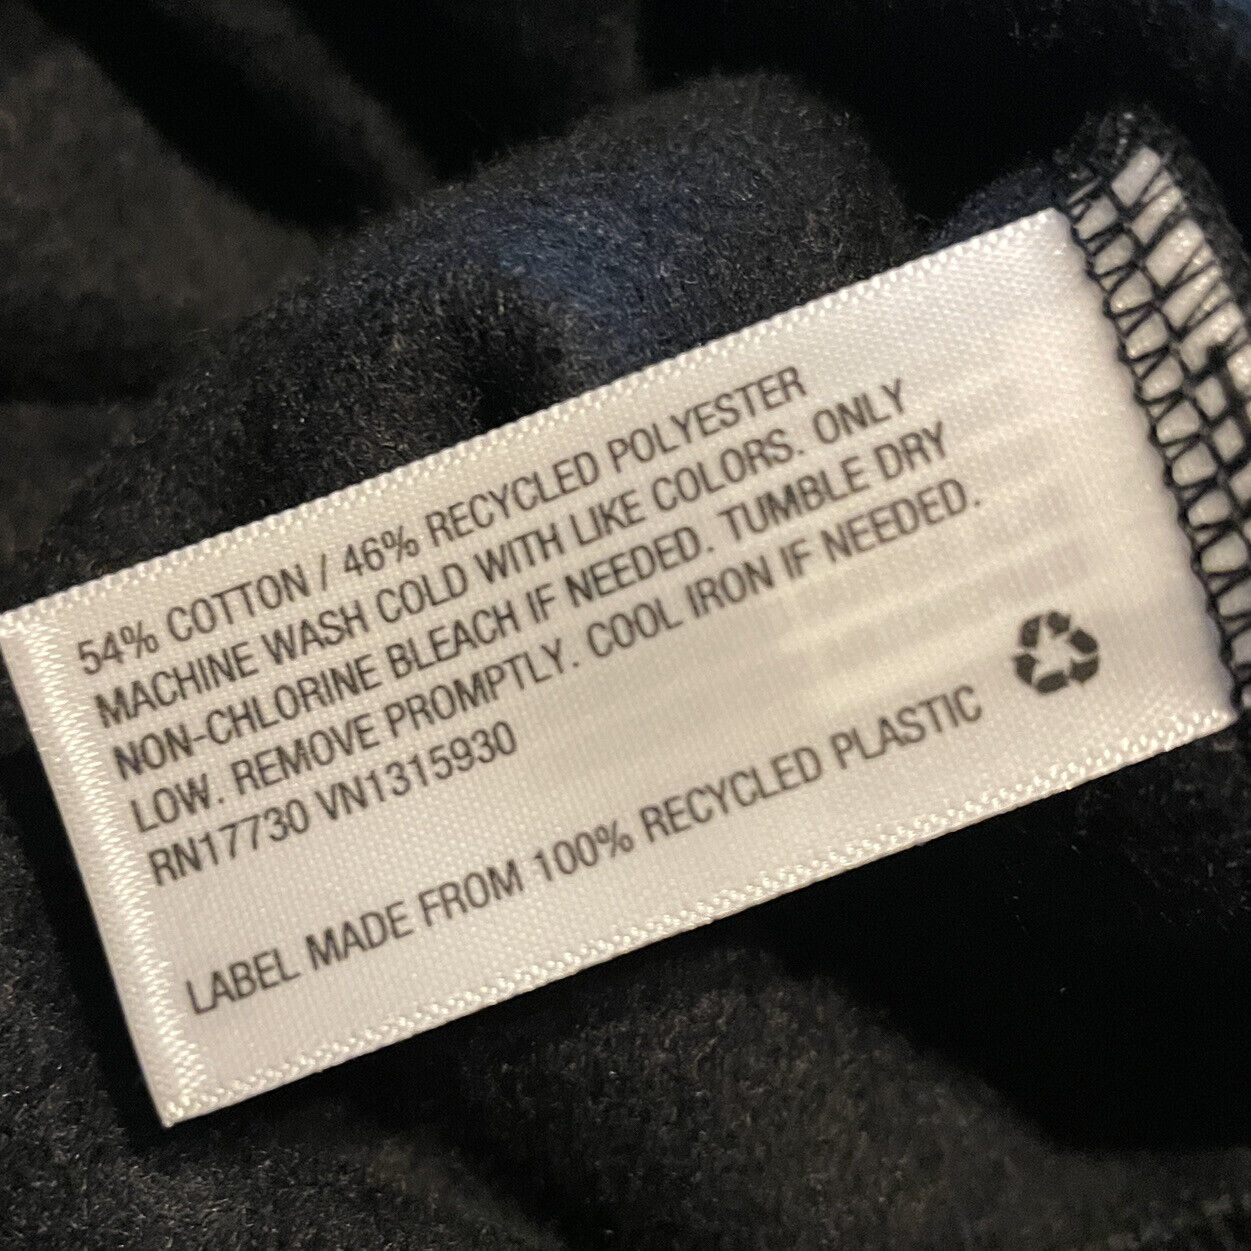 54% COTTON / 46% RECYCLED POLYESTER
MACHINE WASH COLD WITH LIKE COLORS. ONLY
NON-CHLORINE BLEACH IF NEEDED. TUMBLE DRY
LOW. REMOVE PROMPTLY. COOL IRON IF NEEDED.
RN17730 VN1315930
LABEL MADE FROM 100% RECYCLED PLASTIC